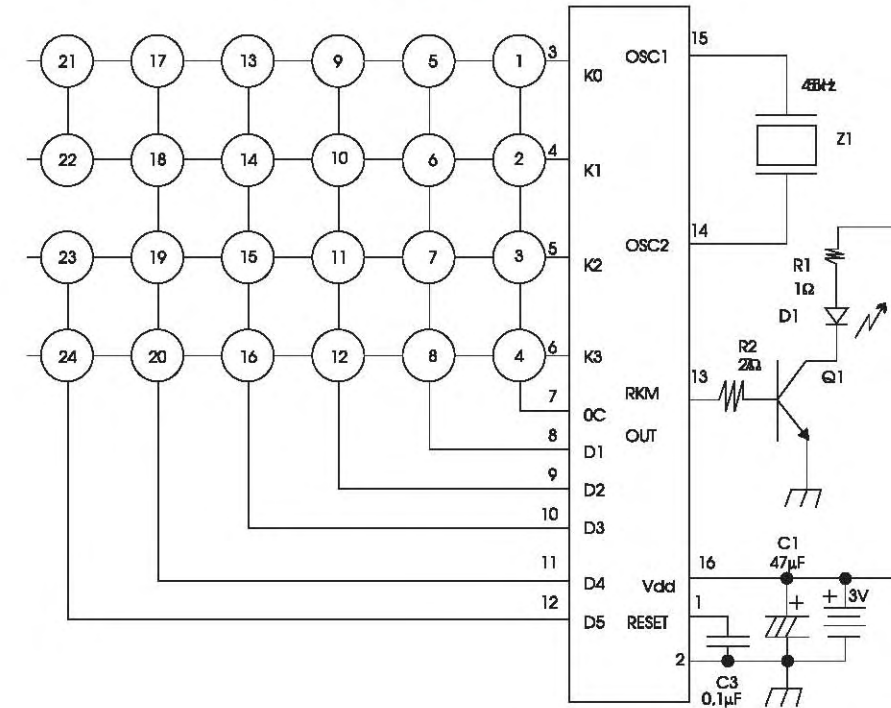 21 17 13 9 5 1 3 K0 OSC1 15
Z1
22 18 14 10 6 2 4 K1
23 19 15 11 7 3 5 K2 OSC2 14
R1
1Ω
D1
24 20 16 12 8 4 6 K3
R2
Q1
7 0C RKM 13
8 D1 OUT
9 D2
10 D3
11 D4 Vdd 16
C1
47µF
12 D5 RESET 1
+ + 3V
2
C3
0,1µF